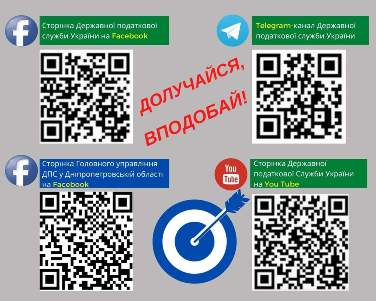 Сторінка Державної податкової
служби України на Facebook
Telegram-канал Державної
податкової служби України
ДОЛУЧАЙСЯ,
ВПОДОБАЙ!
Сторінка Головного управління
ДПС у Дніпропетровській області
на Facebook
You
Tube
Сторінка Державної
податкової Служби України
на You Tube